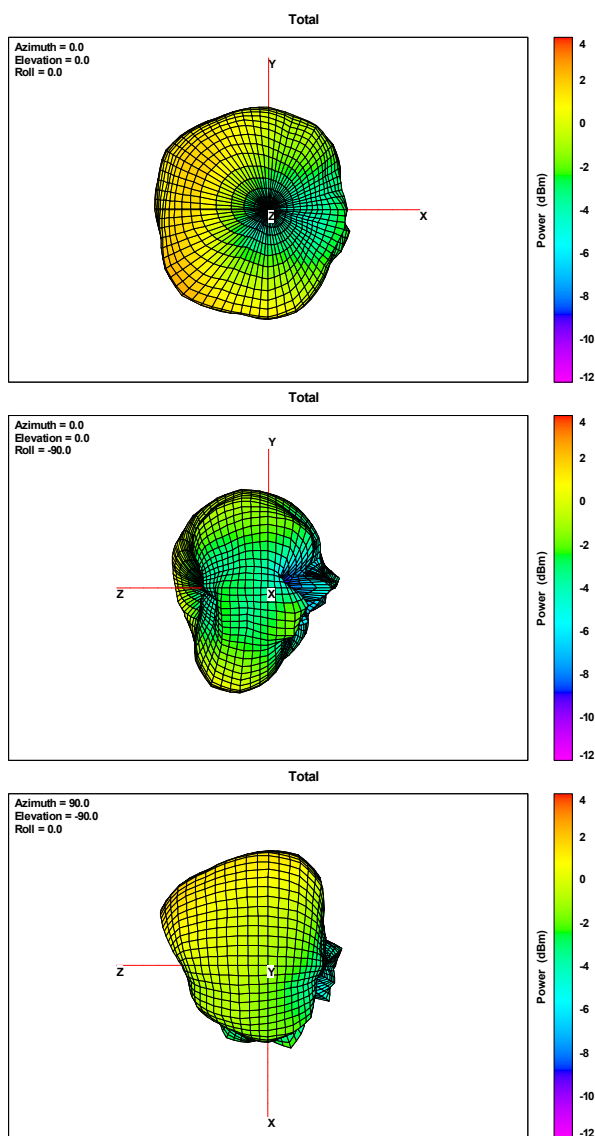 Total
Azimuth = 0.0
Elevation = 0.0
Roll = 0.0
Y
Z
X
4
2
0
-2
-4
-6
-8
-10
-12
Power (dBm)
Total
Azimuth = 0.0
Elevation = 0.0
Roll = -90.0
Y
Z
X
4
2
0
-2
-4
-6
-8
-10
-12
Power (dBm)
Total
Azimuth = 90.0
Elevation = -90.0
Roll = 0.0
Z
Y
X
4
2
0
-2
-4
-6
-8
-10
-12
Power (dBm)